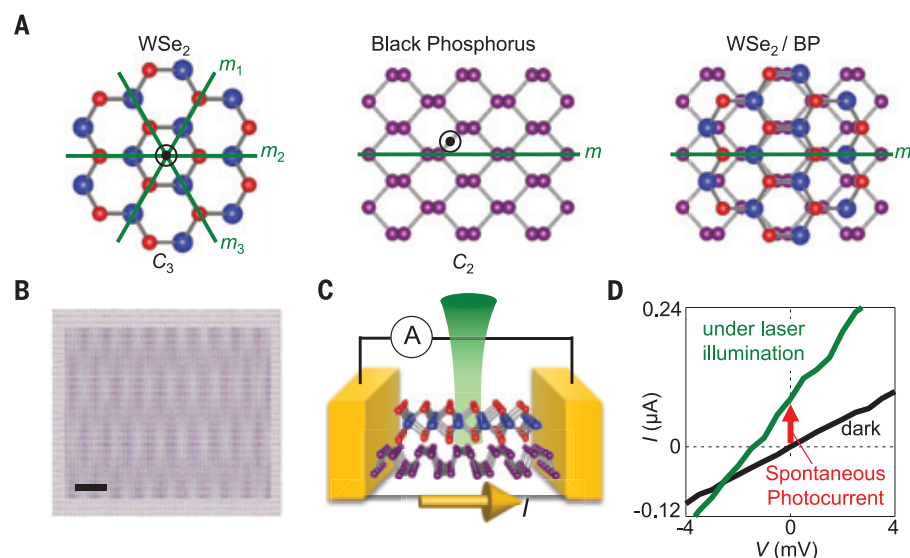 A
WSe2
Black Phosphorus
WSe2 / BP
m1
m2
m3
m
m
C3
C2
B
C
A
I
D
0.24
under laser
illumination
I (μA)
dark
0
Spontaneous
Photocurrent
-0.12
-4
0
4
V (mV)